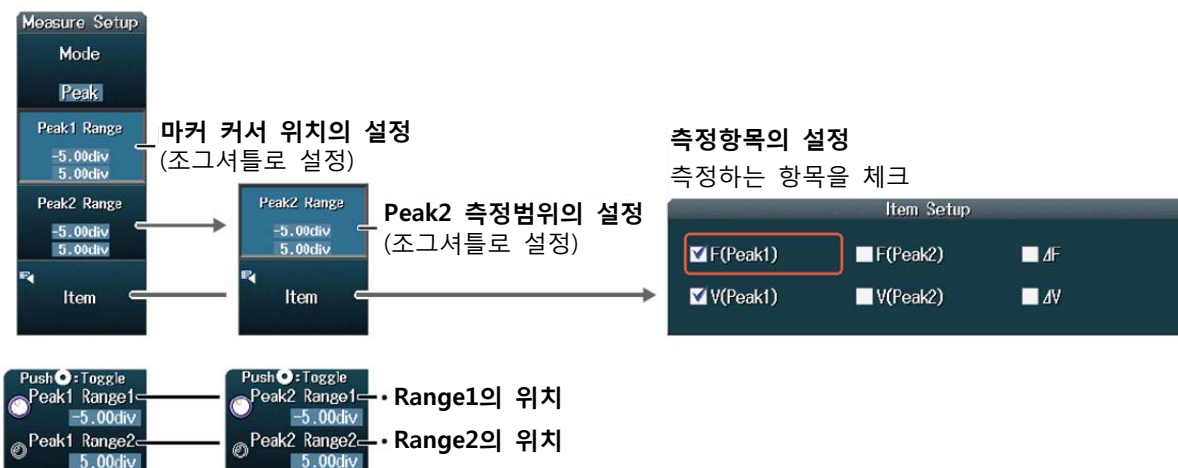 Measure Setup
Mode
Peak
Peak1 Range
-5.00div
5.00div
Peak2 Range
-5.00div
5.00div
Item
마커 커서 위치의 설정
(조그셔틀로 설정)
Peak2 Range
-5.00div
5.00div
Item
Peak2 측정범위의 설정
(조그셔틀로 설정)
측정항목의 설정
측정하는 항목을 체크
Item Setup
F(Peak1) F(Peak2) ΔF
V(Peak1) V(Peak2) ΔV
Push :Toggle
Peak1 Range1
-5.00div
Peak1 Range2
5.00div
Push :Toggle
Peak2 Range1
-5.00div
Peak2 Range2
5.00div
· Range1의 위치
· Range2의 위치